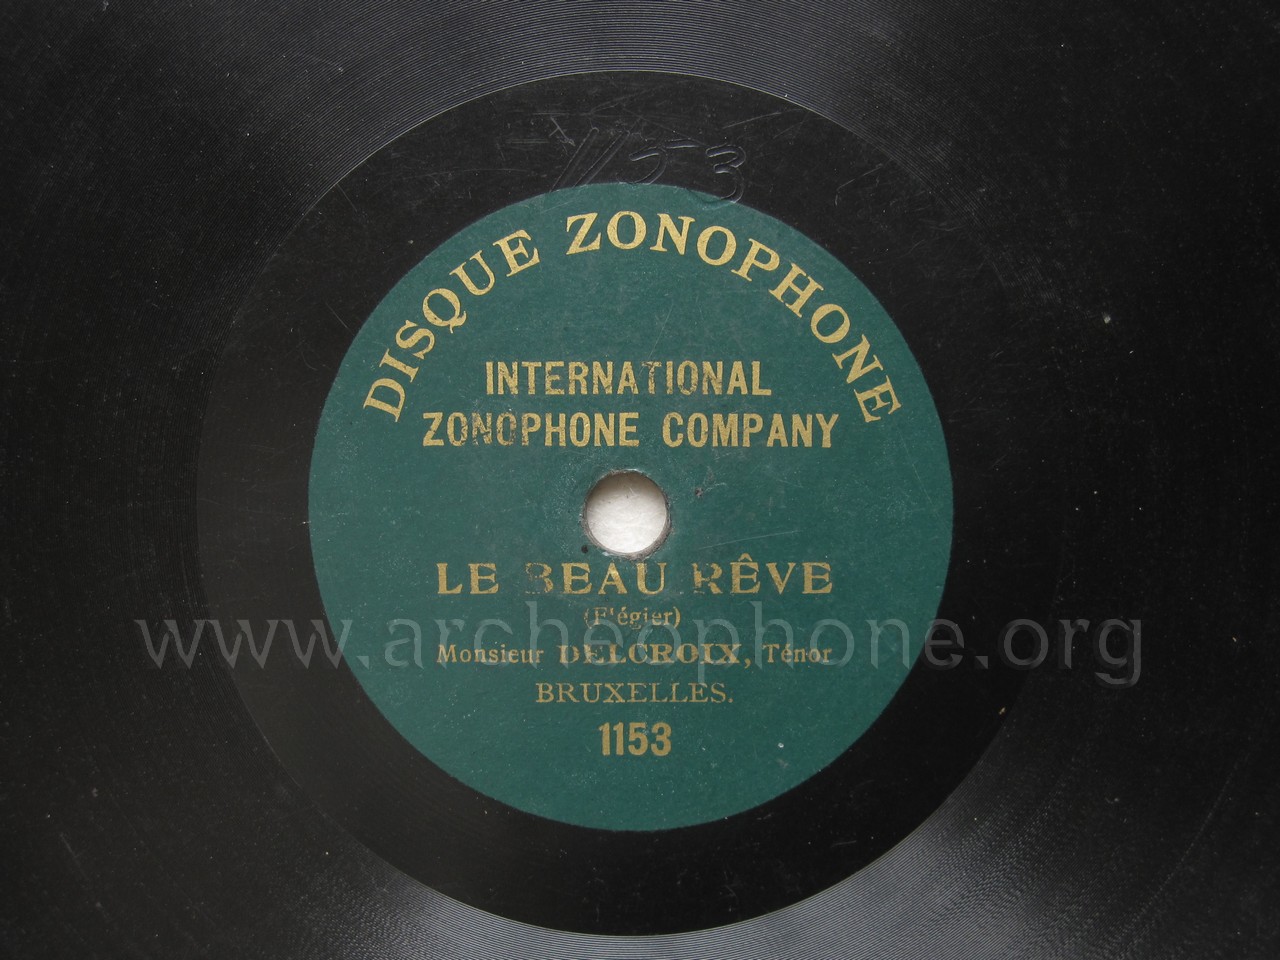 1153
DISQUE ZONOPHONE
INTERNATIONAL
ZONOPHONE COMPANY
LE BEAU RÊVE
(Flégier)
www.archeophone.org
Monsieur DELCROIX, Ténor
BRUXELLES.
1153